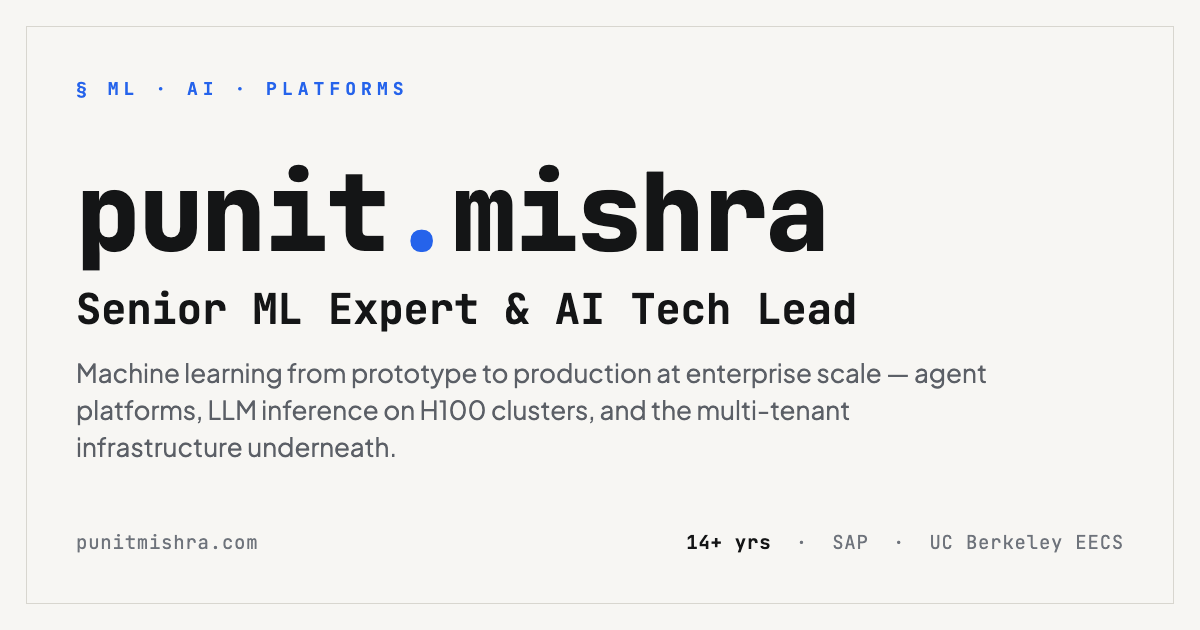 § ML · AI · PLATFORMS
punit.mishra
Senior ML Expert & AI Tech Lead
Machine learning from prototype to production at enterprise scale — agent
platforms, LLM inference on H100 clusters, and the multi-tenant
infrastructure underneath.
punitmishra.com
14+ yrs · SAP · UC Berkeley EECS